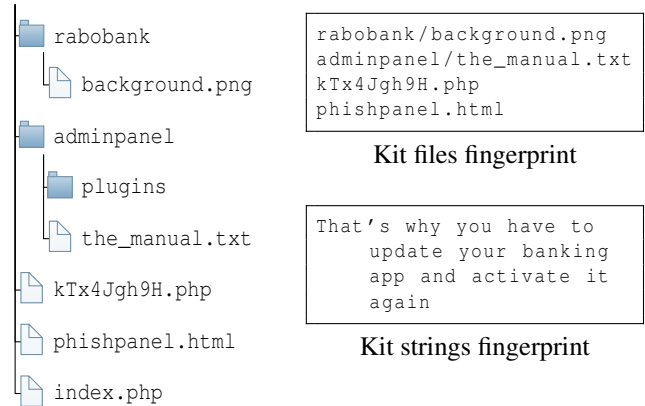 rabobank
background.png
adminpanel
plugins
the_manual.txt
kTx4Jgh9H.php
phishpanel.html
index.php
rabobank/background.png
adminpanel/the_manual.txt
kTx4Jgh9H.php
phishpanel.html
Kit files fingerprint
That's why you have to
update your banking
app and activate it
again
Kit strings fingerprint